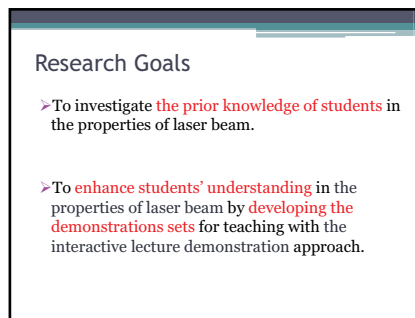 Research Goals
➢To investigate the prior knowledge of students in
the properties of laser beam.
➢To enhance students' understanding in the
properties of laser beam by developing the
demonstrations sets for teaching with the
interactive lecture demonstration approach.